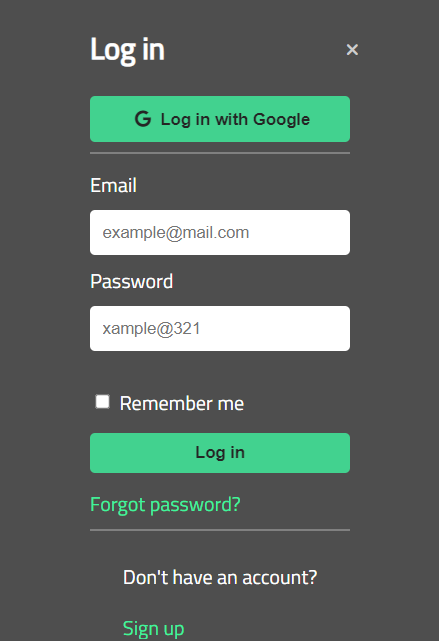 Log in
×
G Log in with Google
Email
example@mail.com
Password
xample@321
Remember me
Log in
Forgot password?
Don't have an account?
Sign up